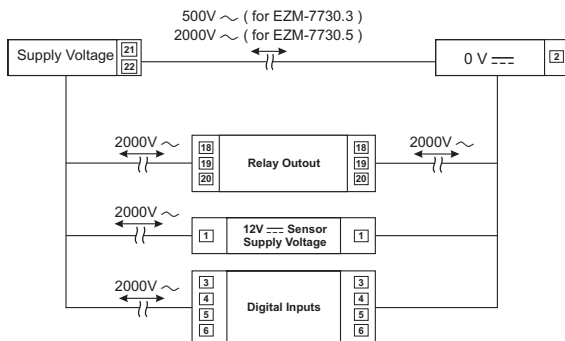 500V ~ ( for EZM-7730.3 )
2000V ~ ( for EZM-7730.5 )
Supply Voltage 21
22
0 V ⎓ 2
2000V ~
2000V ~
18 Relay Outout 18
19 19
20 20
2000V ~
1 12V ⎓ Sensor 1
Supply Voltage
2000V ~
3 3
4 Digital Inputs 4
5 5
6 6